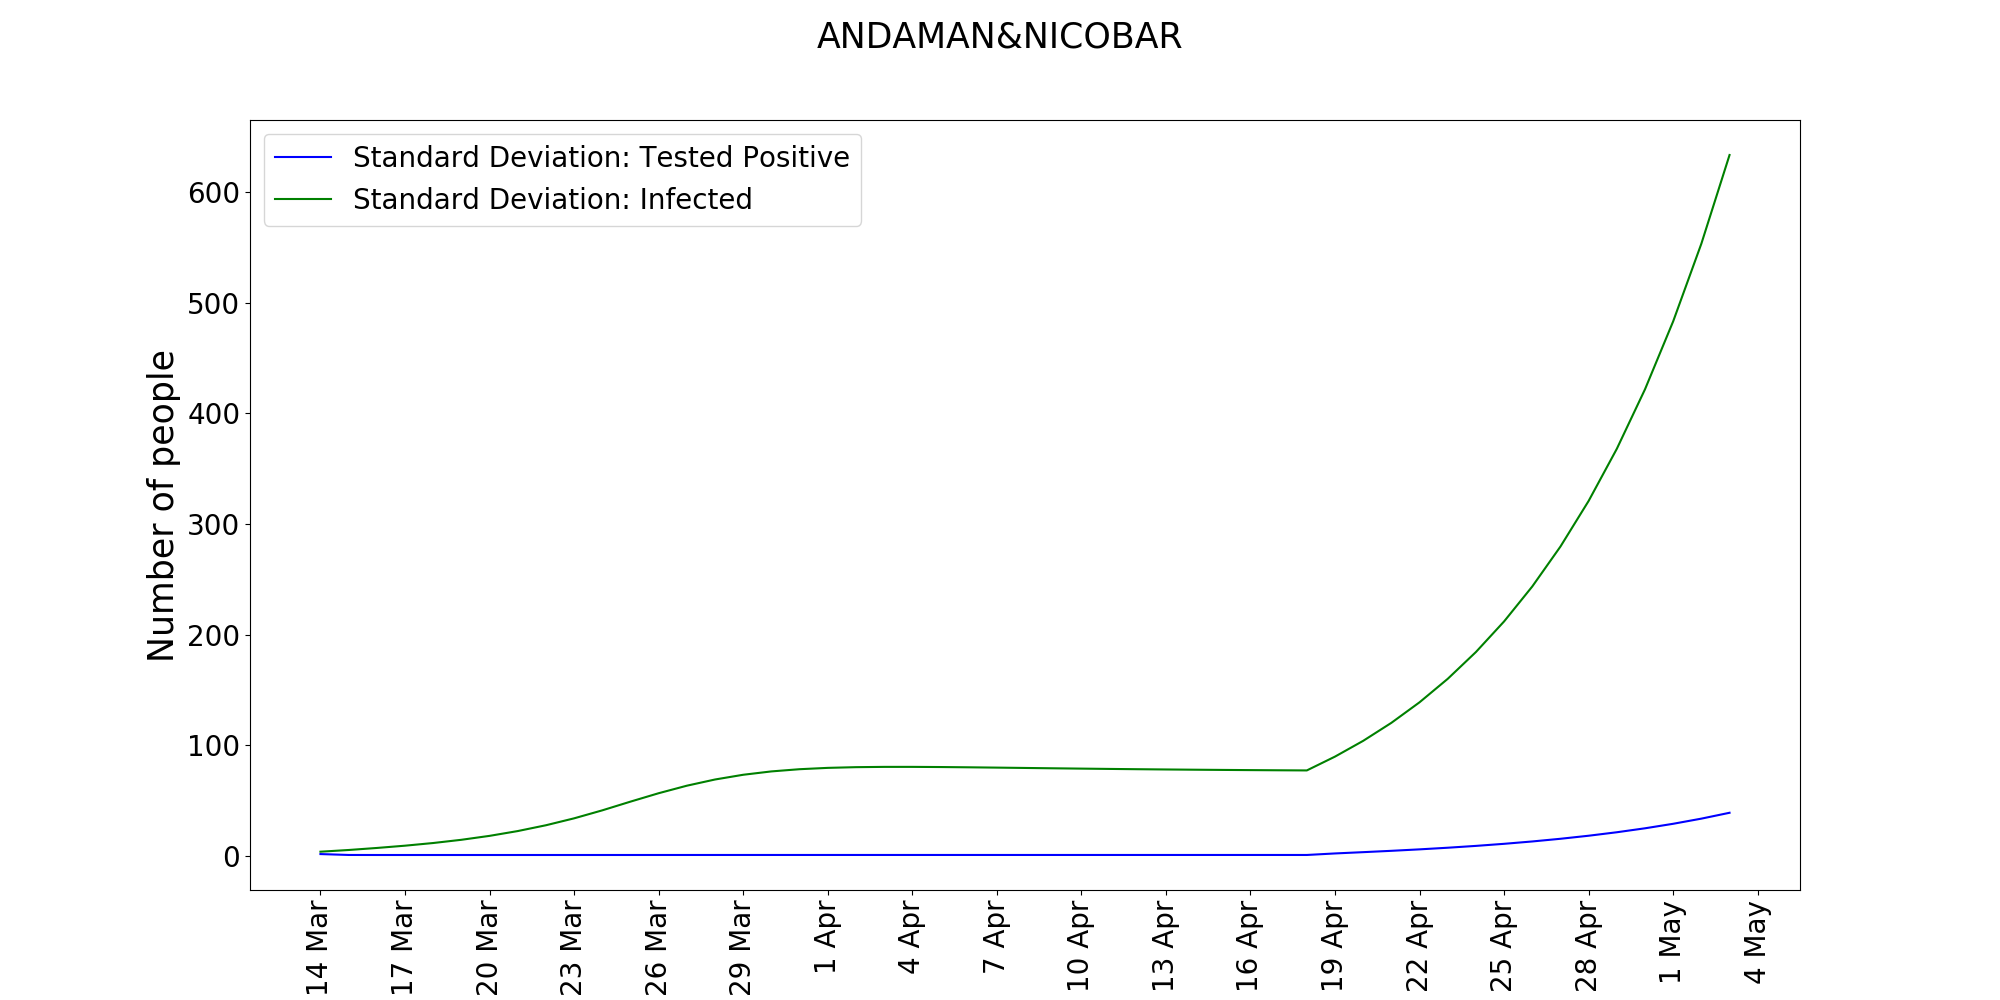 ANDAMAN&NICOBAR
Standard Deviation: Tested Positive
Standard Deviation: Infected
Number of people
600
500
400
300
200
100
0
14 Mar
17 Mar
20 Mar
23 Mar
26 Mar
29 Mar
1 Apr
4 Apr
7 Apr
10 Apr
13 Apr
16 Apr
19 Apr
22 Apr
25 Apr
28 Apr
1 May
4 May